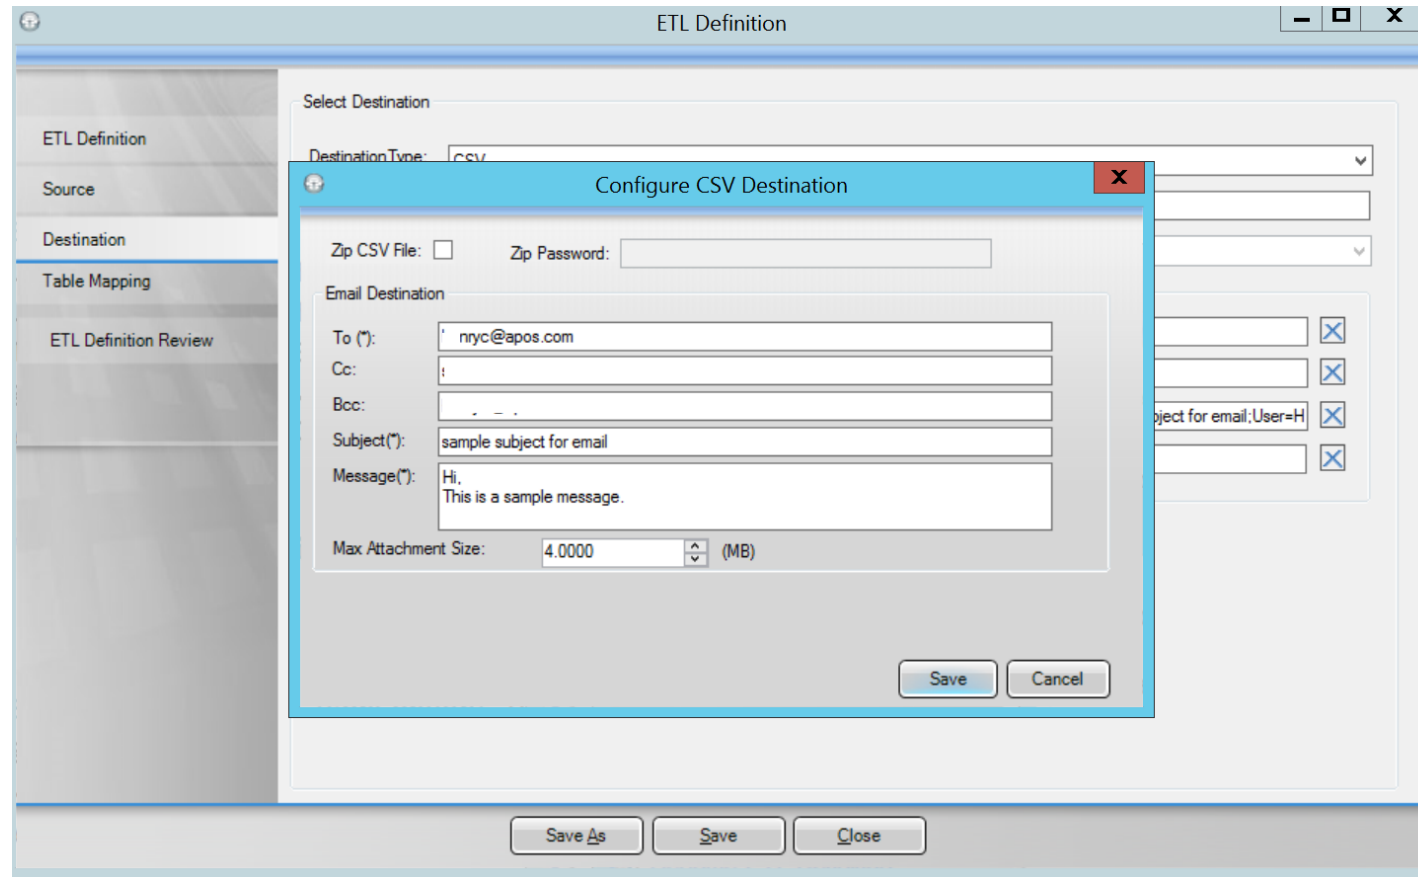 ETL Definition
X
Select Destination
ETL Definition
Destination Type: CSV
Configure CSV Destination
X
Source
Destination
Zip CSV File:
Zip Password:
Table Mapping
Email Destination
To (*): nryc@apos.com
ETL Definition Review
Cc:
Bcc:
bject for email;User=H
Subject(*): sample subject for email
Message(*): Hi,
This is a sample message.
Max Attachment Size: 4.0000 (MB)
Save Cancel
Save As Save Close